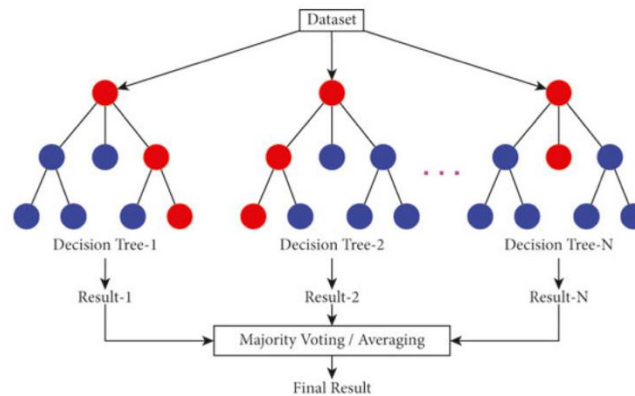 Dataset
Decision Tree-1
Decision Tree-2
Decision Tree-N
Result-1
Result-2
Result-N
Majority Voting / Averaging
Final Result